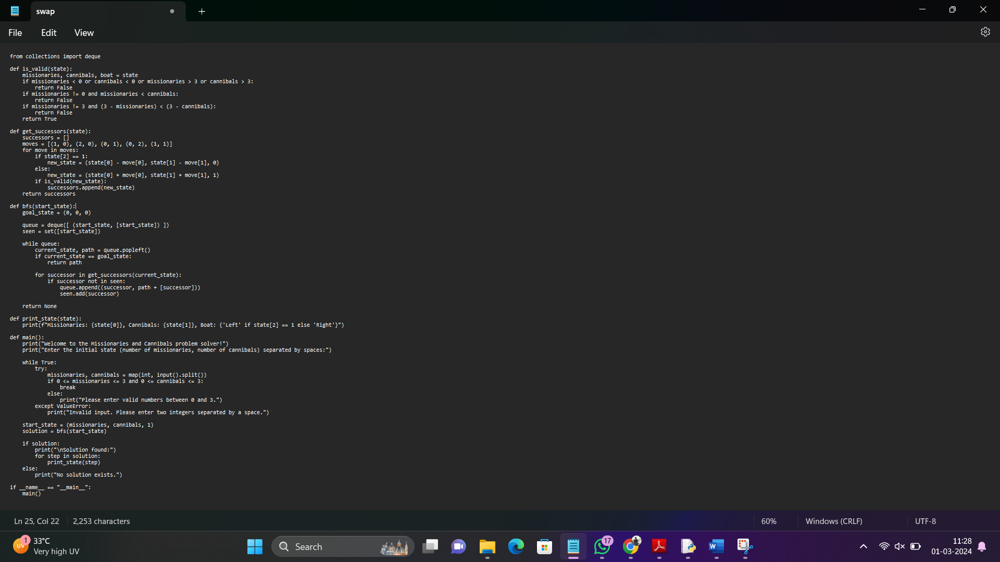 swap
File Edit View
from collections import deque
def is_valid(state):
    missionaries, cannibals, boat = state
    if missionaries < 0 or cannibals < 0 or missionaries > 3 or cannibals > 3:
        return False
    if missionaries != 0 and missionaries < cannibals:
        return False
    if missionaries != 3 and (3 - missionaries) < (3 - cannibals):
        return False
    return True
def get_successors(state):
    successors = []
    moves = [(1, 0), (2, 0), (0, 1), (0, 2), (1, 1)]
    for move in moves:
        if state[2] == 1:
            new_state = (state[0] - move[0], state[1] - move[1], 0)
        else:
            new_state = (state[0] + move[0], state[1] + move[1], 1)
        if is_valid(new_state):
            successors.append(new_state)
    return successors
def bfs(start_state):
    goal_state = (0, 0, 0)
    queue = deque([ (start_state, [start_state]) ])
    seen = set([start_state])
    while queue:
        current_state, path = queue.popleft()
        if current_state == goal_state:
            return path
        for successor in get_successors(current_state):
            if successor not in seen:
                queue.append((successor, path + [successor]))
                seen.add(successor)
    return None
def print_state(state):
    print(f"Missionaries: {state[0]}, Cannibals: {state[1]}, Boat: {'Left' if state[2] == 1 else 'Right'}")
def main():
    print("Welcome to the Missionaries and Cannibals problem solver!")
    print("Enter the initial state (number of missionaries, number of cannibals) separated by spaces:")
    while True:
        try:
            missionaries, cannibals = map(int, input().split())
            if 0 <= missionaries <= 3 and 0 <= cannibals <= 3:
                break
            else:
                print("Please enter valid numbers between 0 and 3.")
        except ValueError:
            print("Invalid input. Please enter two integers separated by a space.")
    start_state = (missionaries, cannibals, 1)
    solution = bfs(start_state)
    if solution:
        print("\nSolution found:")
        for step in solution:
            print_state(step)
    else:
        print("No solution exists.")
if __name__ == "__main__":
    main()
Ln 25, Col 22 2,253 characters 60% Windows (CRLF) UTF-8
UV 1 33°C
Very high UV
Search
17
11:28
01-03-2024